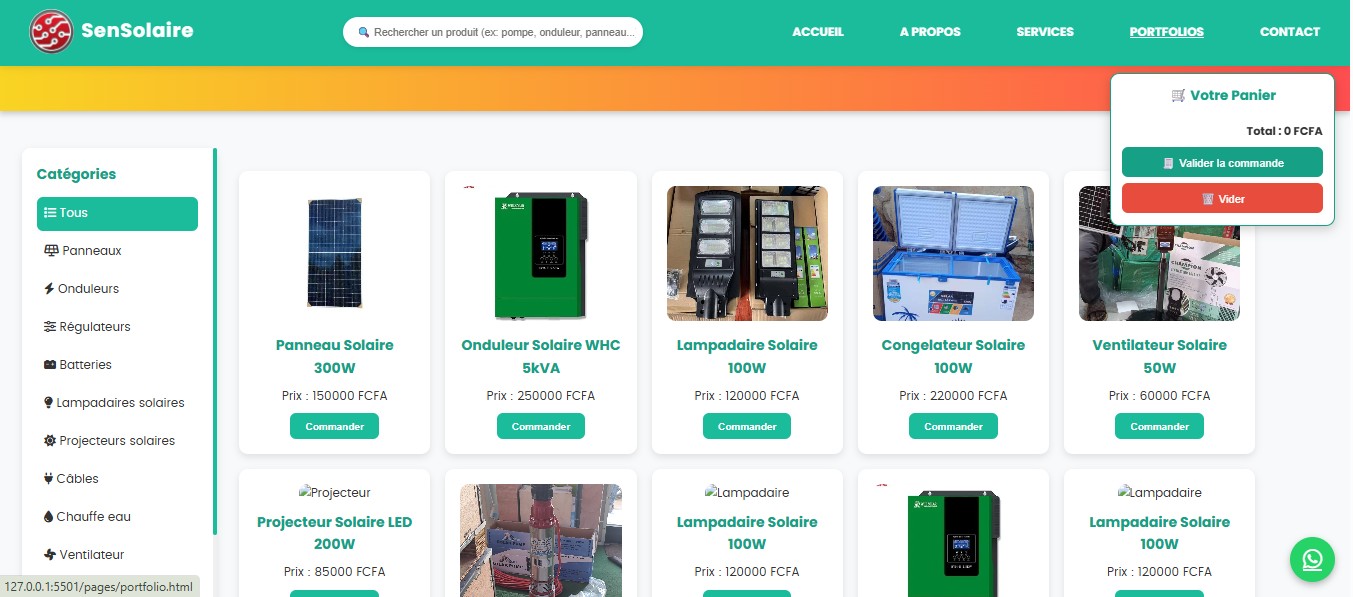 SenSolaire
Rechercher un produit (ex: pompe, onduleur, panneau...
ACCUEIL
A PROPOS
SERVICES
PORTFOLIOS
CONTACT
Votre Panier
Total : 0 FCFA
Valider la commande
Vider
Catégories
Tous
Panneaux
Onduleurs
Régulateurs
Batteries
Lampadaires solaires
Projecteurs solaires
Câbles
Chauffe eau
Ventilateur
Panneau Solaire
300W
Prix : 150000 FCFA
Commander
Onduleur Solaire WHC
5kVA
Prix : 250000 FCFA
Commander
Lampadaire Solaire
100W
Prix : 120000 FCFA
Commander
Congelateur Solaire
100W
Prix : 220000 FCFA
Commander
CHAMPION
Ventilateur Solaire
50W
Prix : 60000 FCFA
Commander
Projecteur
Projecteur Solaire LED
200W
Prix : 85000 FCFA
Lampadaire
Lampadaire Solaire
100W
Prix : 120000 FCFA
Lampadaire
Lampadaire Solaire
100W
Prix : 120000 FCFA
127.0.0.1:5501/pages/portfolio.html